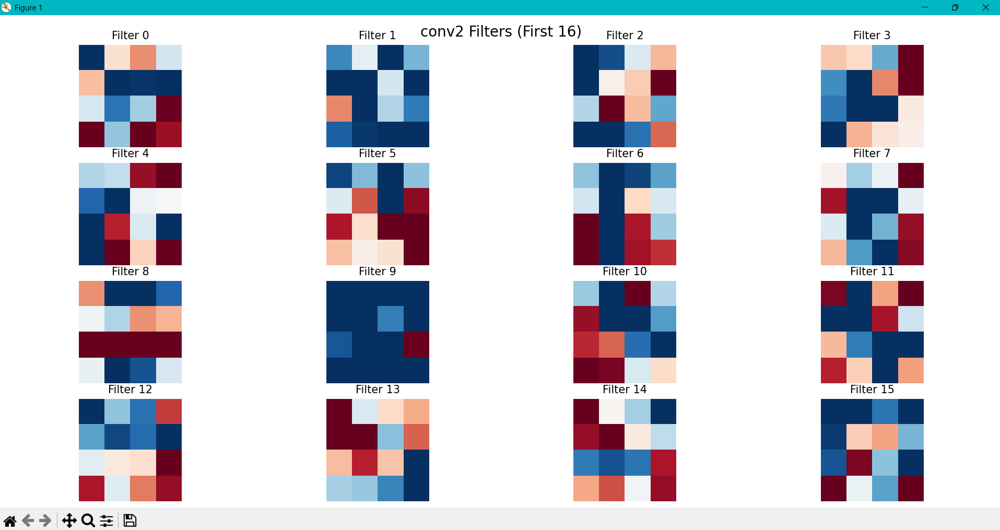 Figure 1
conv2 Filters (First 16)
Filter 0
Filter 1
Filter 2
Filter 3
Filter 4
Filter 5
Filter 6
Filter 7
Filter 8
Filter 9
Filter 10
Filter 11
Filter 12
Filter 13
Filter 14
Filter 15